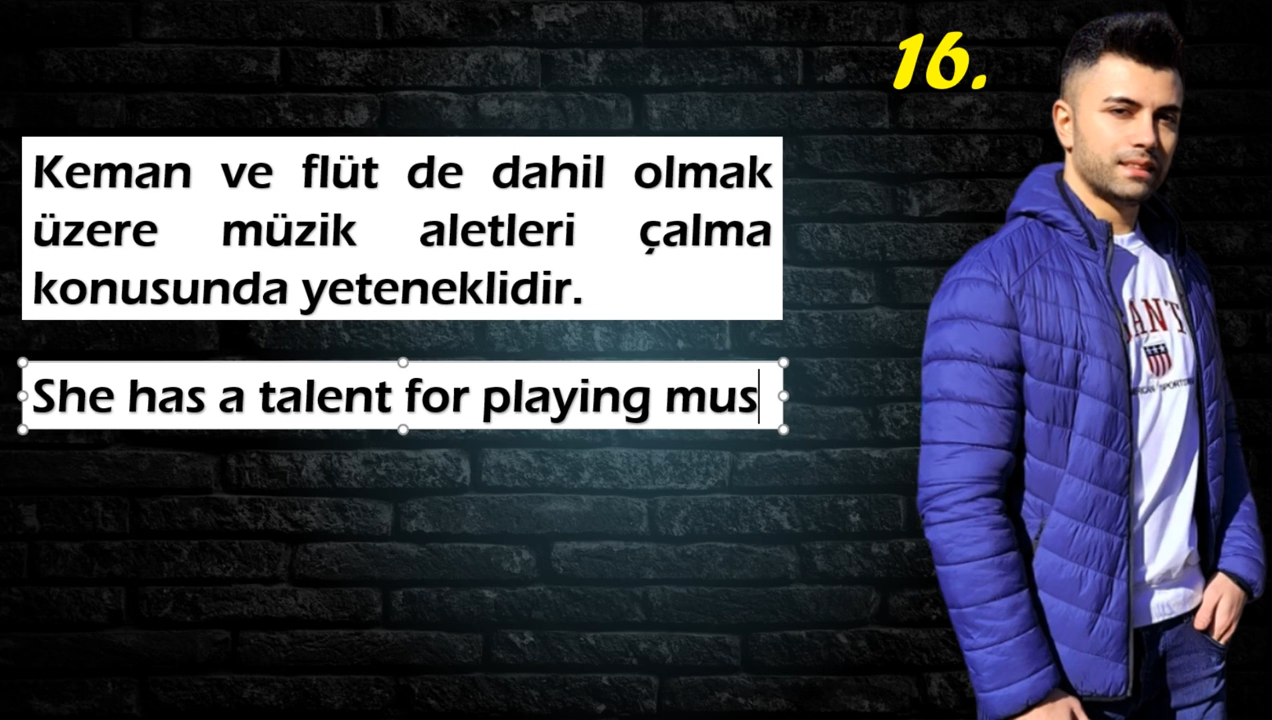 16.
Keman ve flüt de dahil olmak
üzere müzik aletleri çalma
konusunda yeteneklidir.
She has a talent for playing mus
ANT